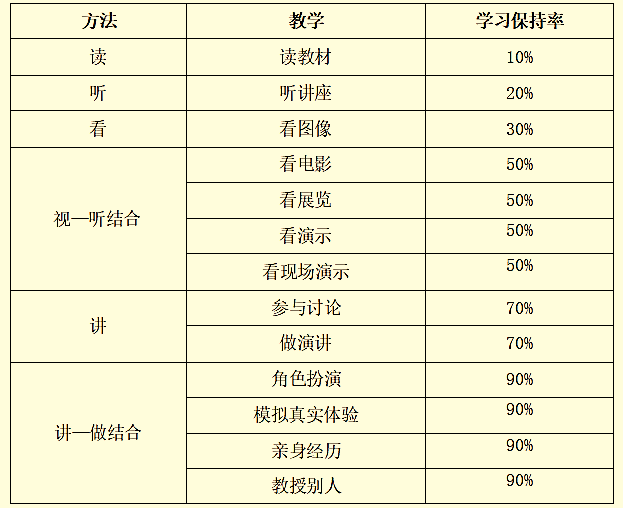 方法 教学 学习保持率
读 读教材 10%
听 听讲座 20%
看 看图像 30%
视—听结合 看电影 50%
看展览 50%
看演示 50%
看现场演示 50%
讲 参与讨论 70%
做演讲 70%
讲—做结合 角色扮演 90%
模拟真实体验 90%
亲身经历 90%
教授别人 90%